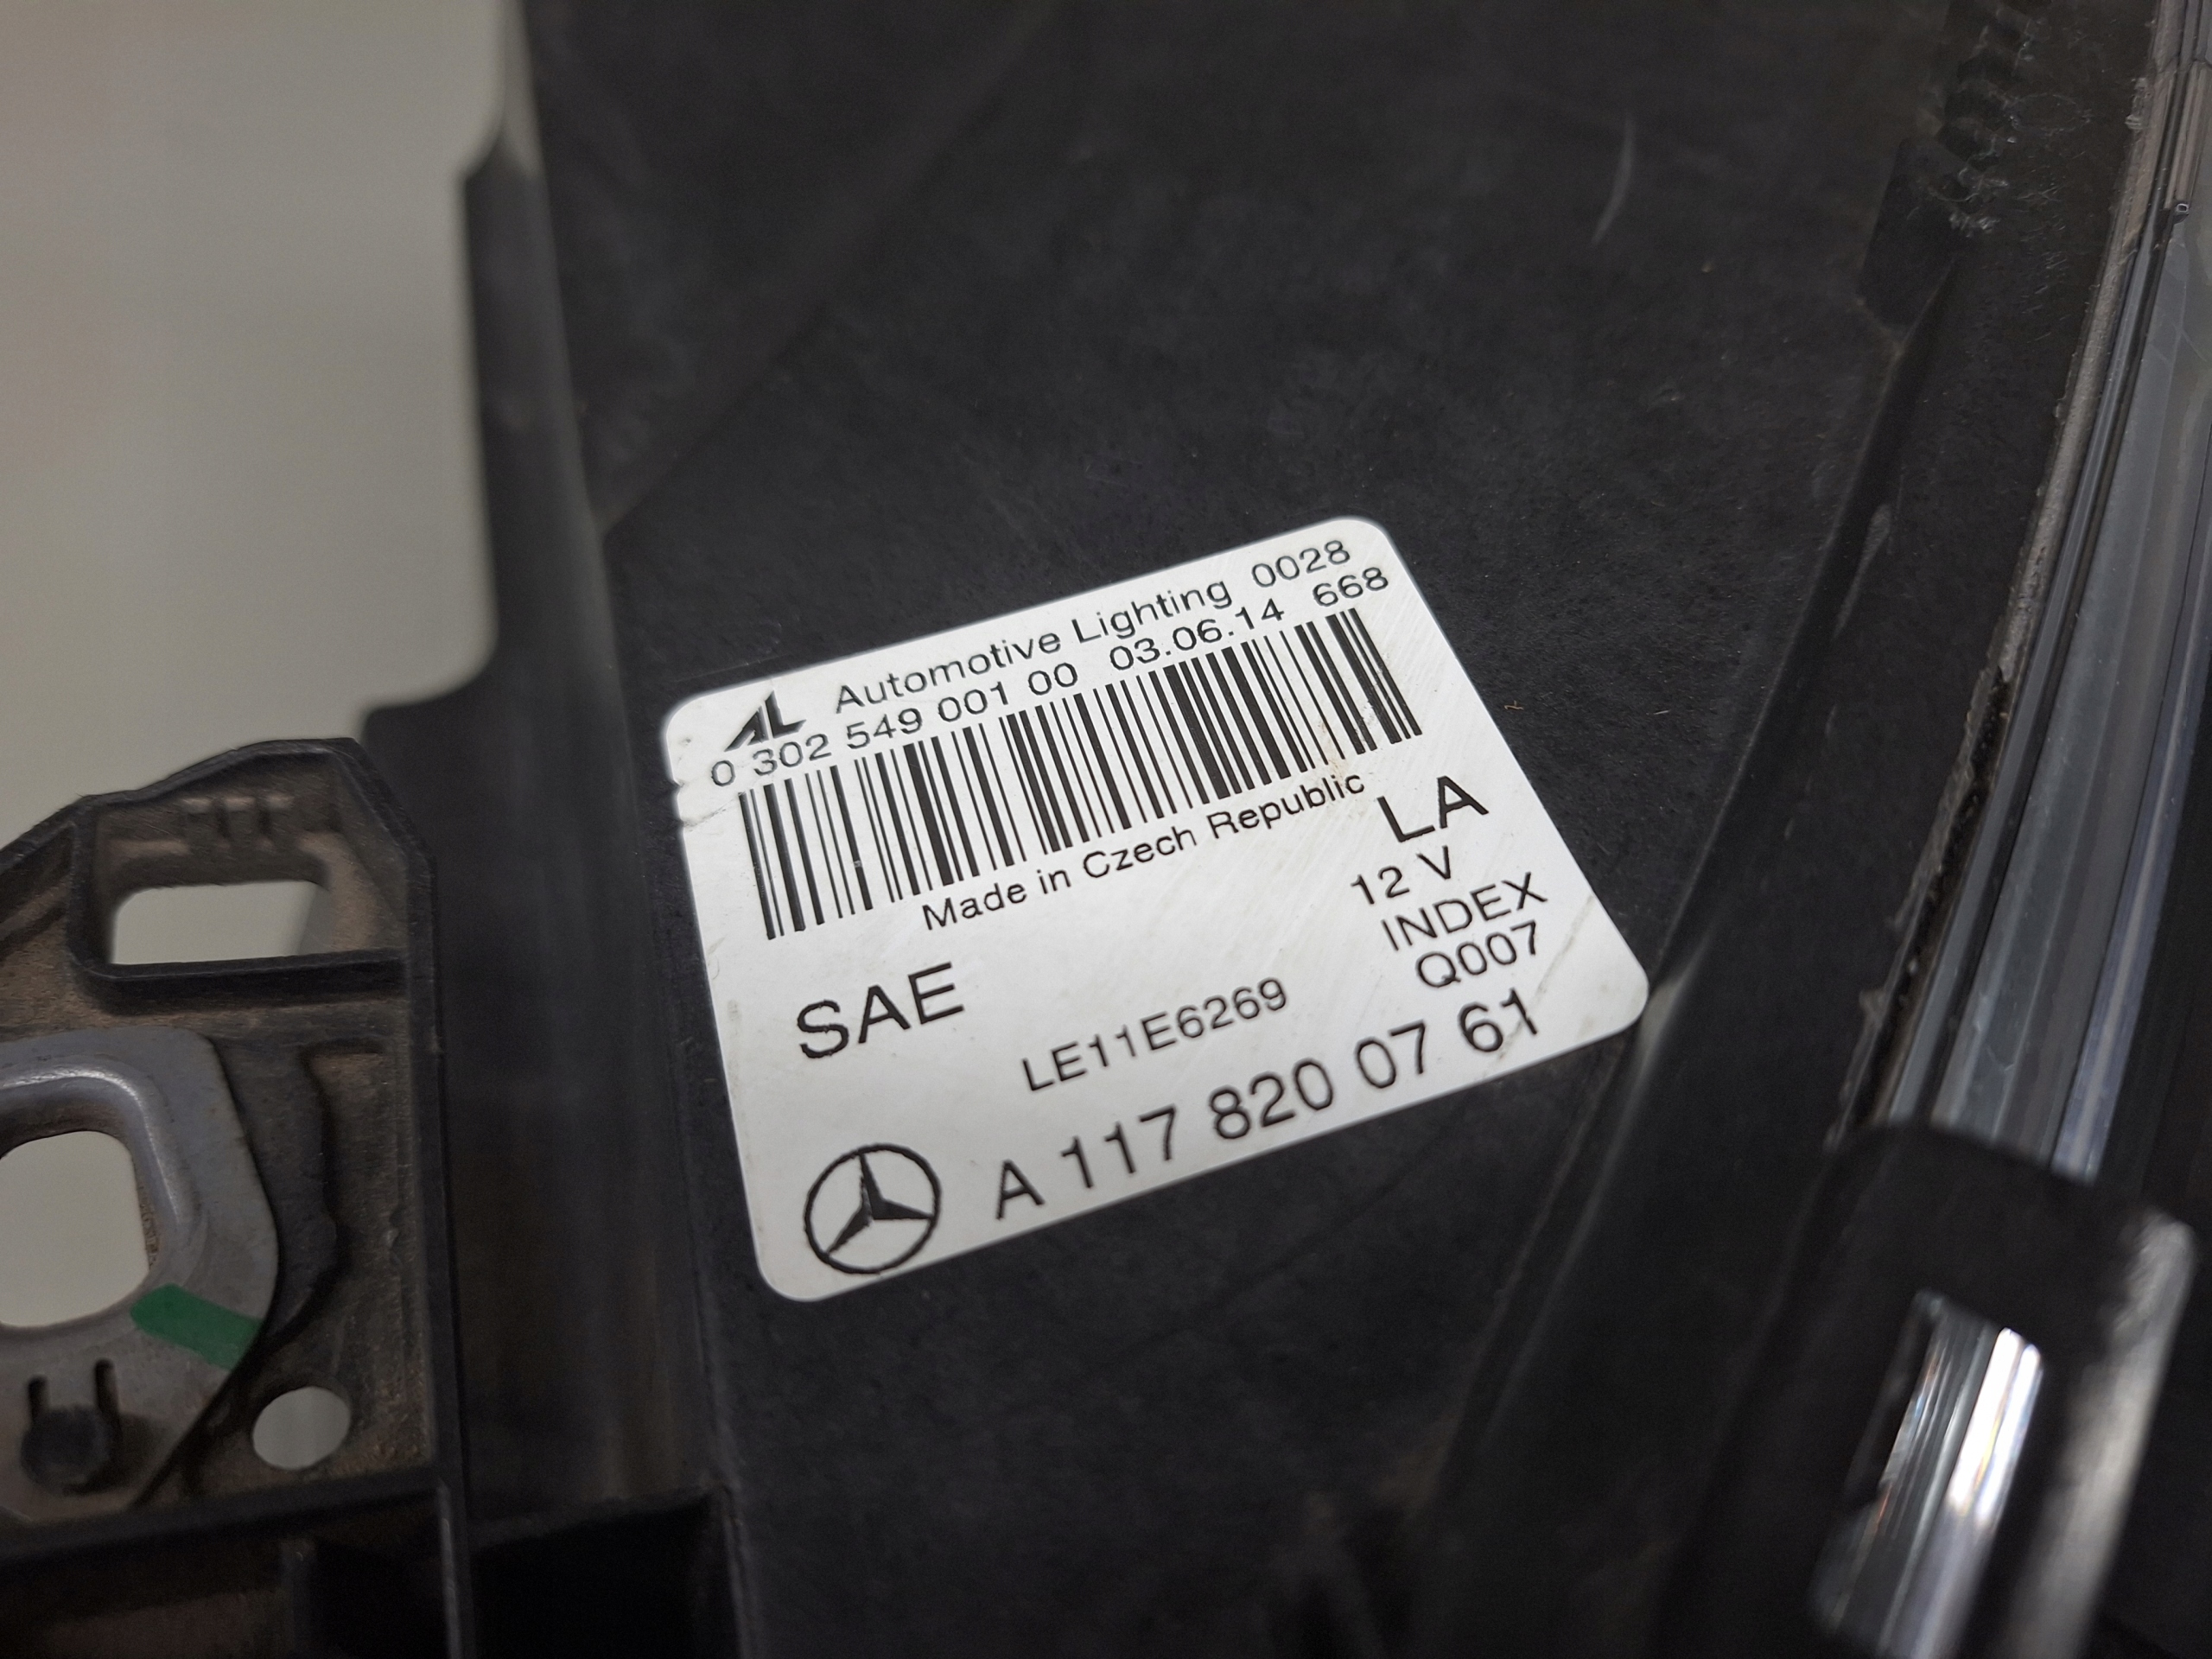 AL Automotive Lighting 0028
0 302 549 001 00 03.06.14 668
Made in Czech Republic
LA
12 V
INDEX
Q007
SAE
LE11E6269
A 117 820 07 61